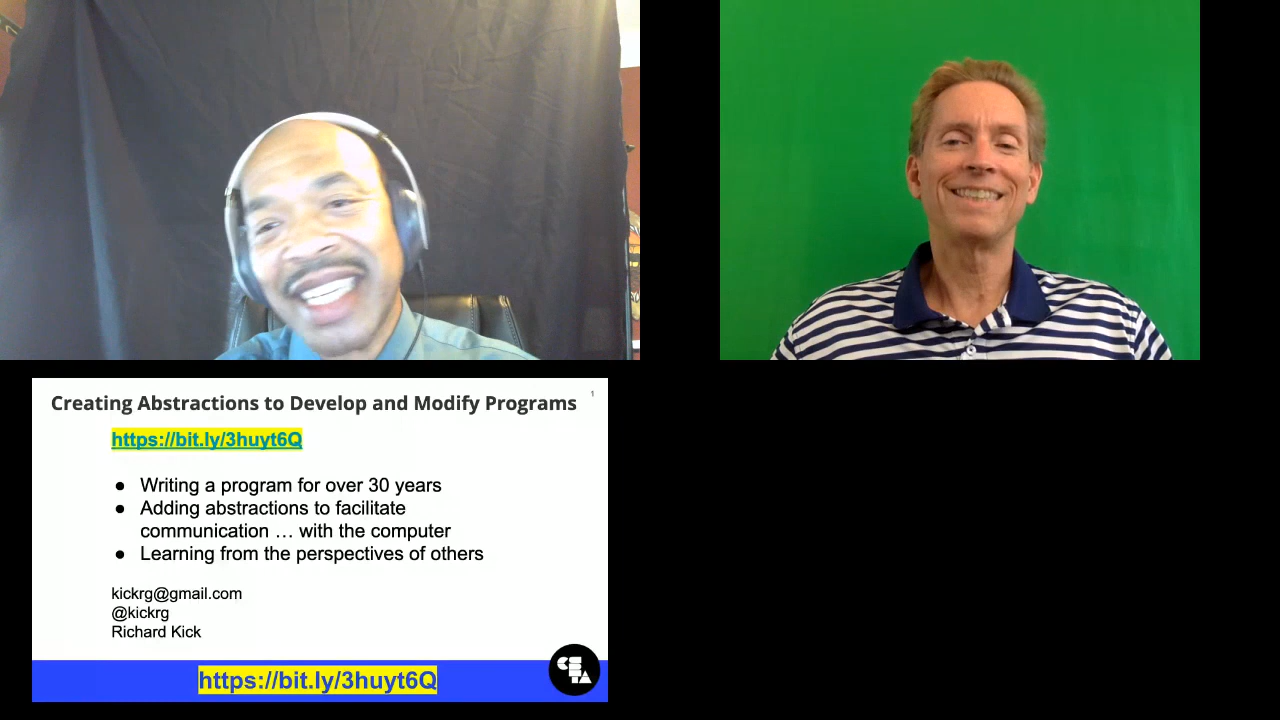 Creating Abstractions to Develop and Modify Programs
1
https://bit.ly/3huyt6Q
● Writing a program for over 30 years
● Adding abstractions to facilitate
communication … with the computer
● Learning from the perspectives of others
kickrg@gmail.com
@kickrg
Richard Kick
https://bit.ly/3huyt6Q
CSTA